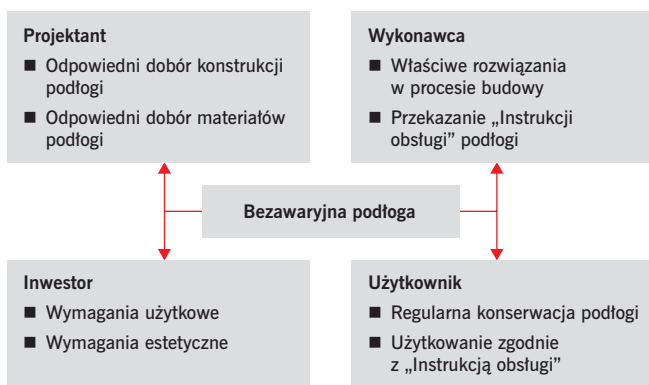 Projektant
■ Odpowiedni dobór konstrukcji
podłogi
■ Odpowiedni dobór materiałów
podłogi
Wykonawca
■ Właściwe rozwiązania
w procesie budowy
■ Przekazanie „Instrukcji
obsługi” podłogi
Bezawaryjna podłoga
Inwestor
■ Wymagania użytkowe
■ Wymagania estetyczne
Użytkownik
■ Regularna konserwacja podłogi
■ Użytkowanie zgodnie
z „Instrukcją obsługi”